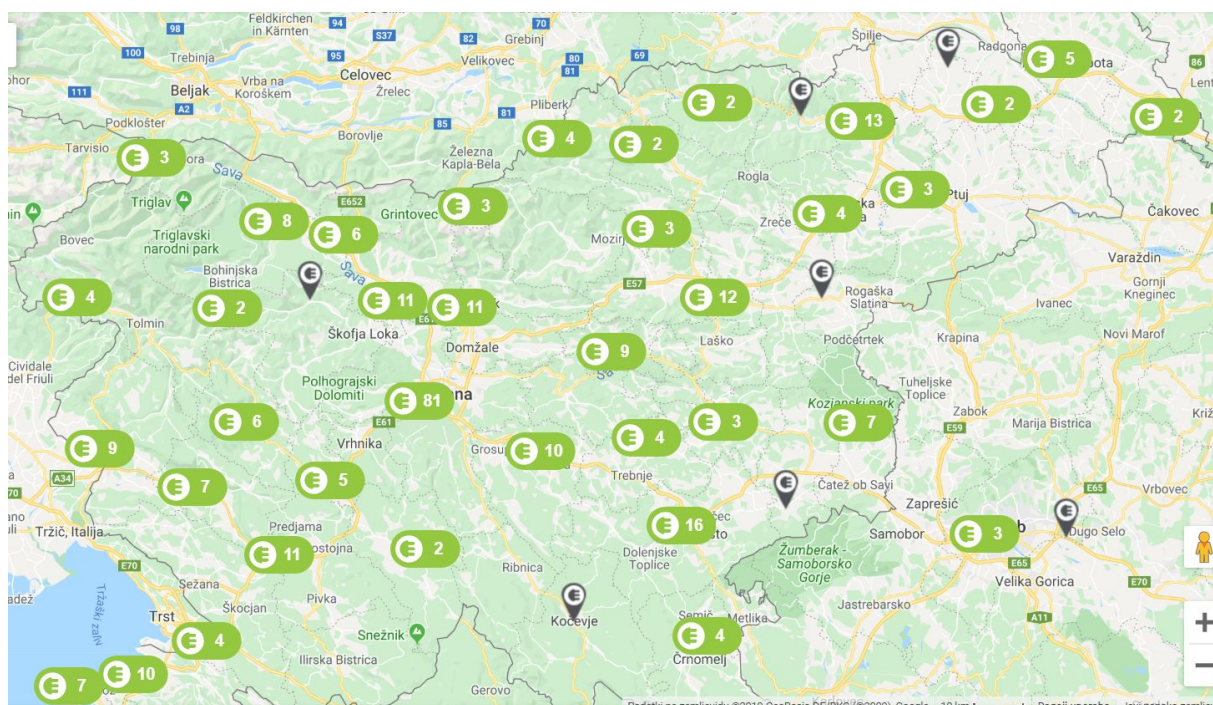 Feldkirchen
in Kärnten
94
98
S37
82
Grebinj
70
Špilje
Radgona
5
100
Trebinja
95
Velikovec
80
81
69
86
Beljak
Vrba na
Koroškem
Celovec
Žrelec
Pliberk
2
13
2
2
111
A2
81
Podklošter
Borovlje
85
4
2
Tarvisio
3
Železna
Kapla-Bela
Rogla
Sava
Triglav
E652
Grintovec
3
3
Ptuj
Triglavski
narodni park
8
6
3
Zreče
4
Čakovec
Bovec
Bohinjska
Bistrica
Sava
E57
Varaždin
4
2
11
11
12
Rogaška
Slatina
Ivanec
Gornji
Kneginec
Tolmin
Škofja Loka
Domžale
9
Laško
Podčetrtek
Krapina
Novi Marof
Cividale
del Friuli
Polhograjski
Dolomiti
81
Kozjanski park
Tuheljske
Toplice
Zabok
6
E61
Vrhnika
10
4
3
7
E59
Marija Bistrica
9
A34
7
5
Trebnje
Čatež ob Savi
Zaprešić
E65
Vrbovec
E70
Tržič, Italija
Predjama
11
2
16
Samobor
3
Dugo Selo
E70
Ribnica
Dolenjske
Toplice
Žumberak -
Samoborsko
Gorje
E65
Velika Gorica
E70
Sežana
Tržaški zaliv
Škocjan
Pivka
Kočevje
Metlika
Jastrebarsko
A11
Trst
4
Snežnik
4
Črnomelj
10
7
Ilirska Bistrica
Gerovo